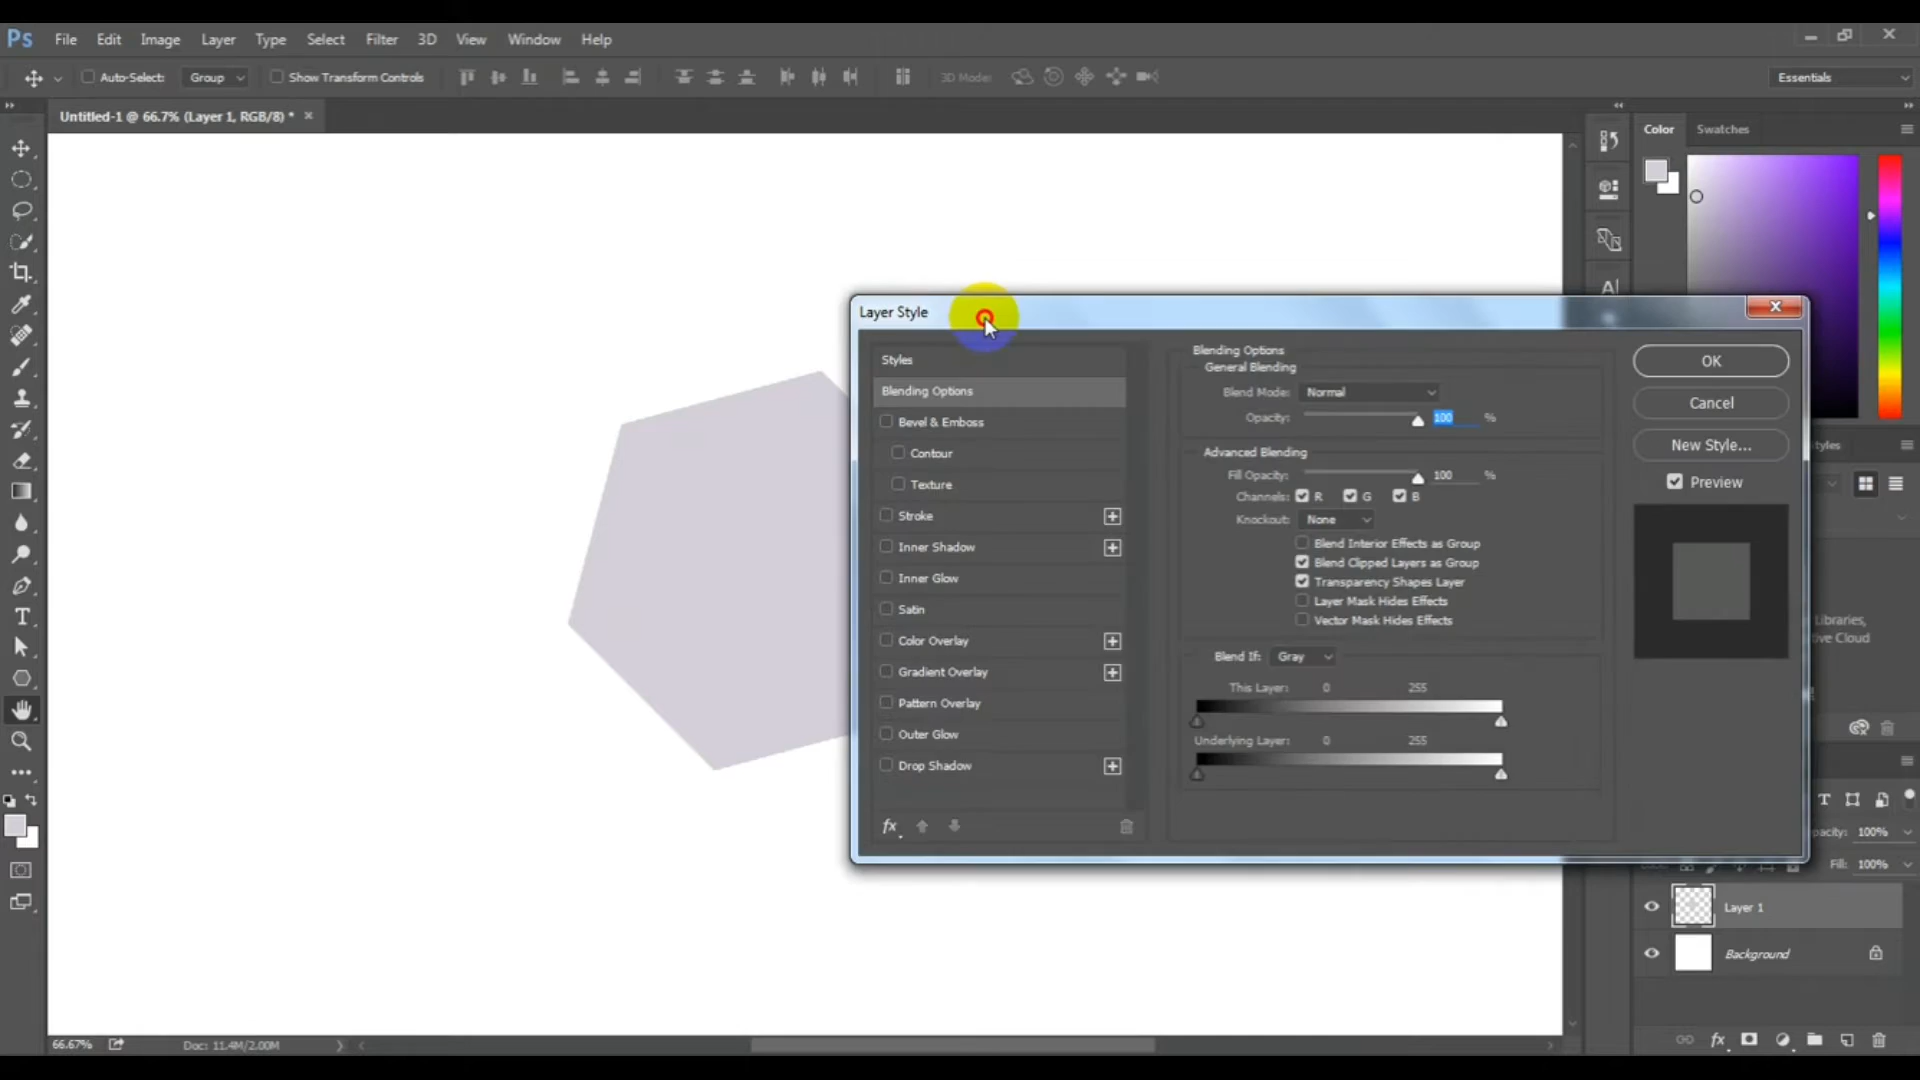 Ps File Edit Image Layer Type Select Filter 3D View Window Help
Auto-Select: Group Show Transform Controls 3D Mode: Essentials
Untitled-1 @ 66.7% (Layer 1, RGB/8) *
Color Swatches
Layer Style
Styles
Blending Options
Bevel & Emboss
Contour
Texture
Stroke
Inner Shadow
Inner Glow
Satin
Color Overlay
Gradient Overlay
Pattern Overlay
Outer Glow
Drop Shadow
fx
Blending Options
General Blending
Blend Mode: Normal
Opacity: 100 %
Advanced Blending
Fill Opacity: 100 %
Channels: R G B
Knockout: None
Blend Interior Effects as Group
Blend Clipped Layers as Group
Transparency Shapes Layer
Layer Mask Hides Effects
Vector Mask Hides Effects
Blend If: Gray
This Layer: 0 255
Underlying Layer: 0 255
OK
Cancel
New Style...
Preview
tyles
Libraries,
tive Cloud
pacity: 100%
Fill: 100%
Layer 1
Background
fx
66.67% Doc: 11.4M/2.00M